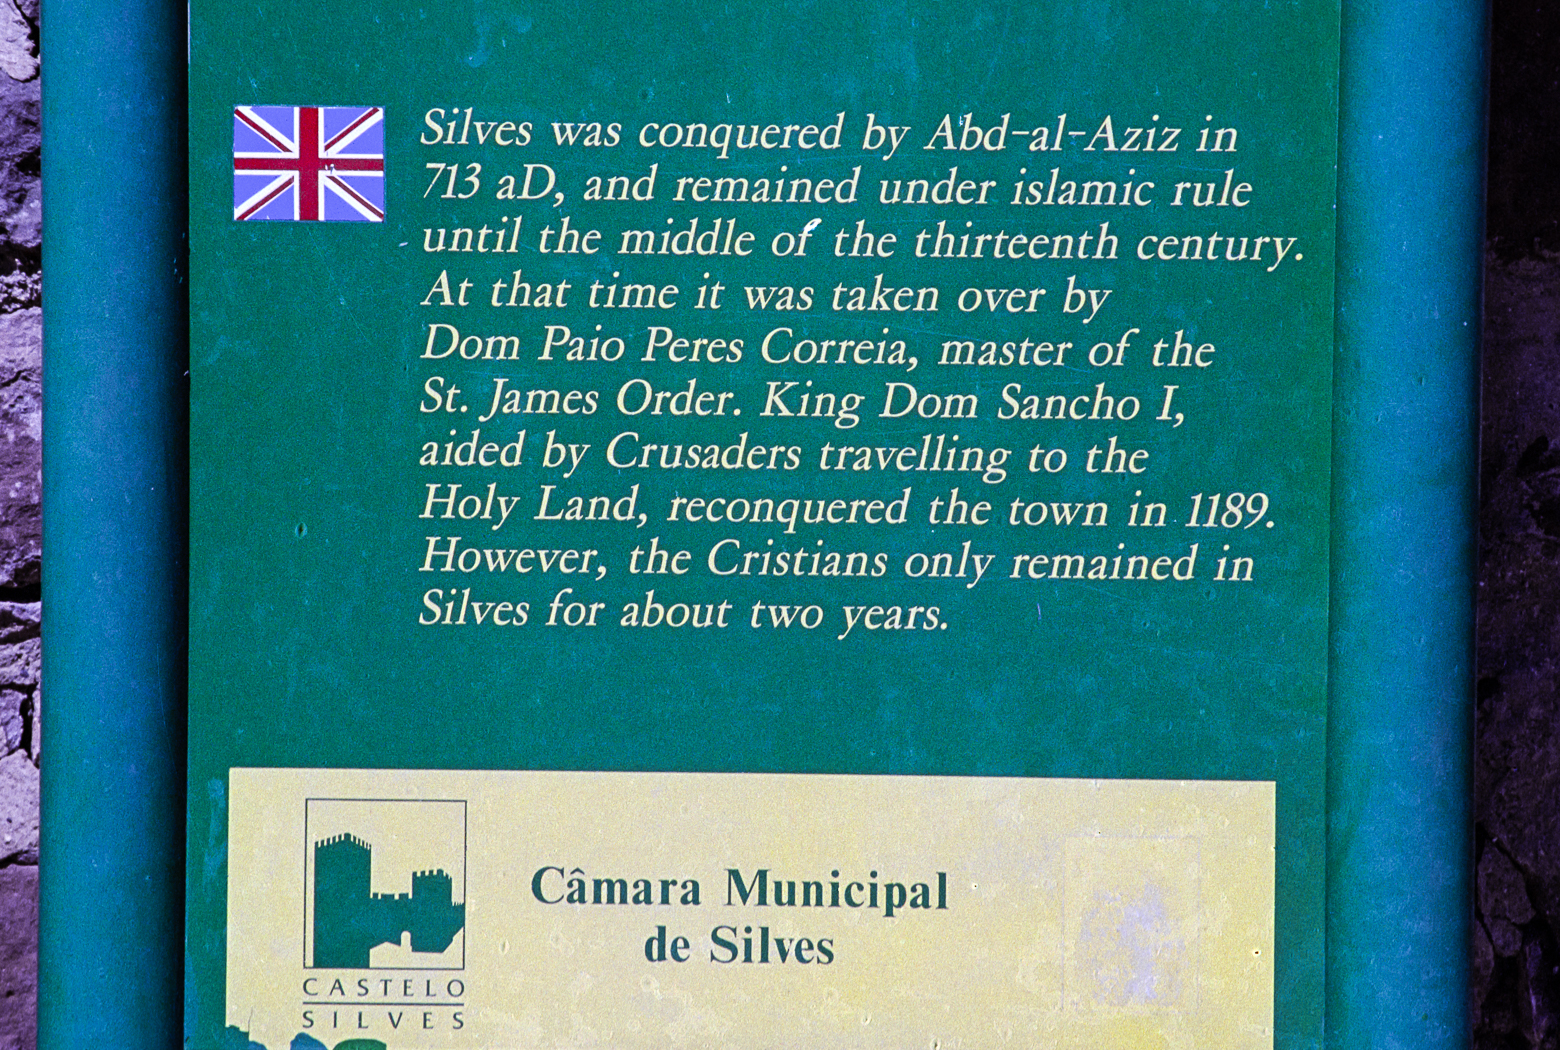 Silves was conquered by Abd-al-Aziz in
713 aD, and remained under islamic rule
until the middle of the thirteenth century.
At that time it was taken over by
Dom Paio Peres Correia, master of the
St. James Order. King Dom Sancho I,
aided by Crusaders travelling to the
Holy Land, reconquered the town in 1189.
However, the Cristians only remained in
Silves for about two years.
Câmara Municipal
de Silves
CASTELO
SILVES